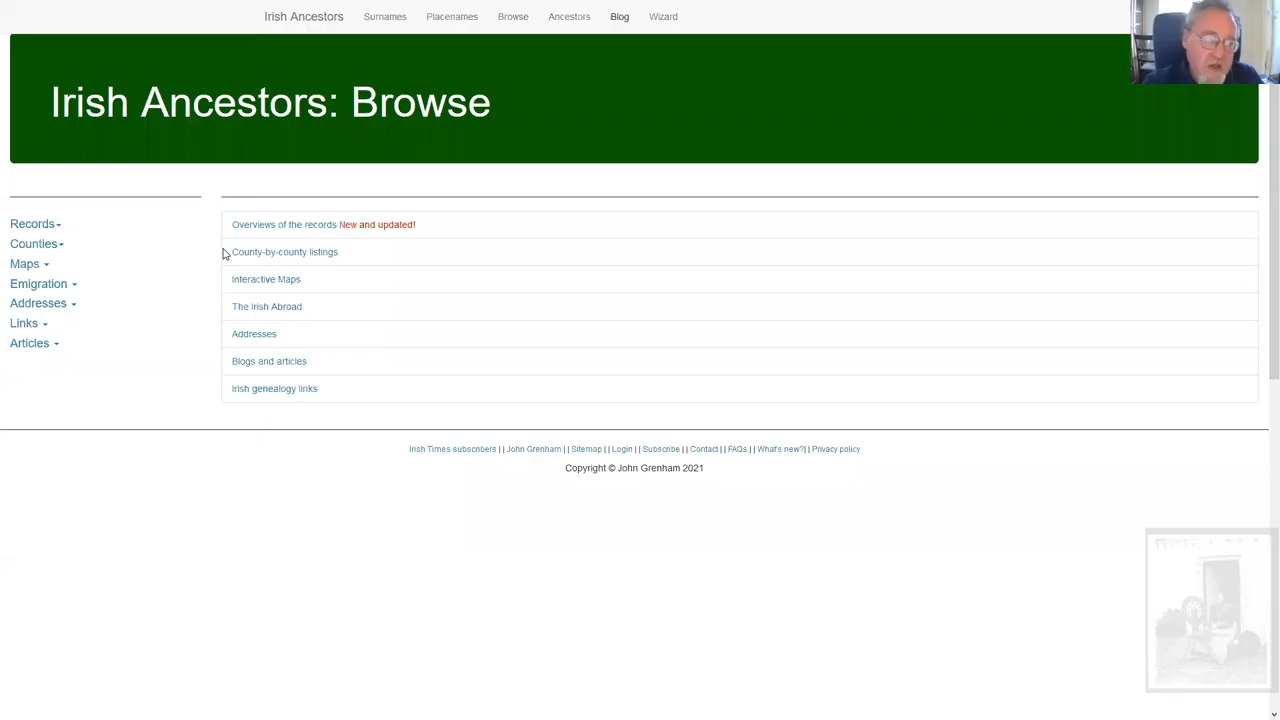 Irish Ancestors Surnames Placenames Browse Ancestors Blog Wizard
Irish Ancestors: Browse
Records
Counties
Maps
Emigration
Addresses
Links
Articles
Overviews of the records New and updated!
County-by-county listings
Interactive Maps
The Irish Abroad
Addresses
Blogs and articles
Irish genealogy links
Irish Times subscribers | | John Grenham | | Sitemap | | Login | | Subscribe | | Contact | | FAQs | | What's new?| | Privacy policy
Copyright © John Grenham 2021